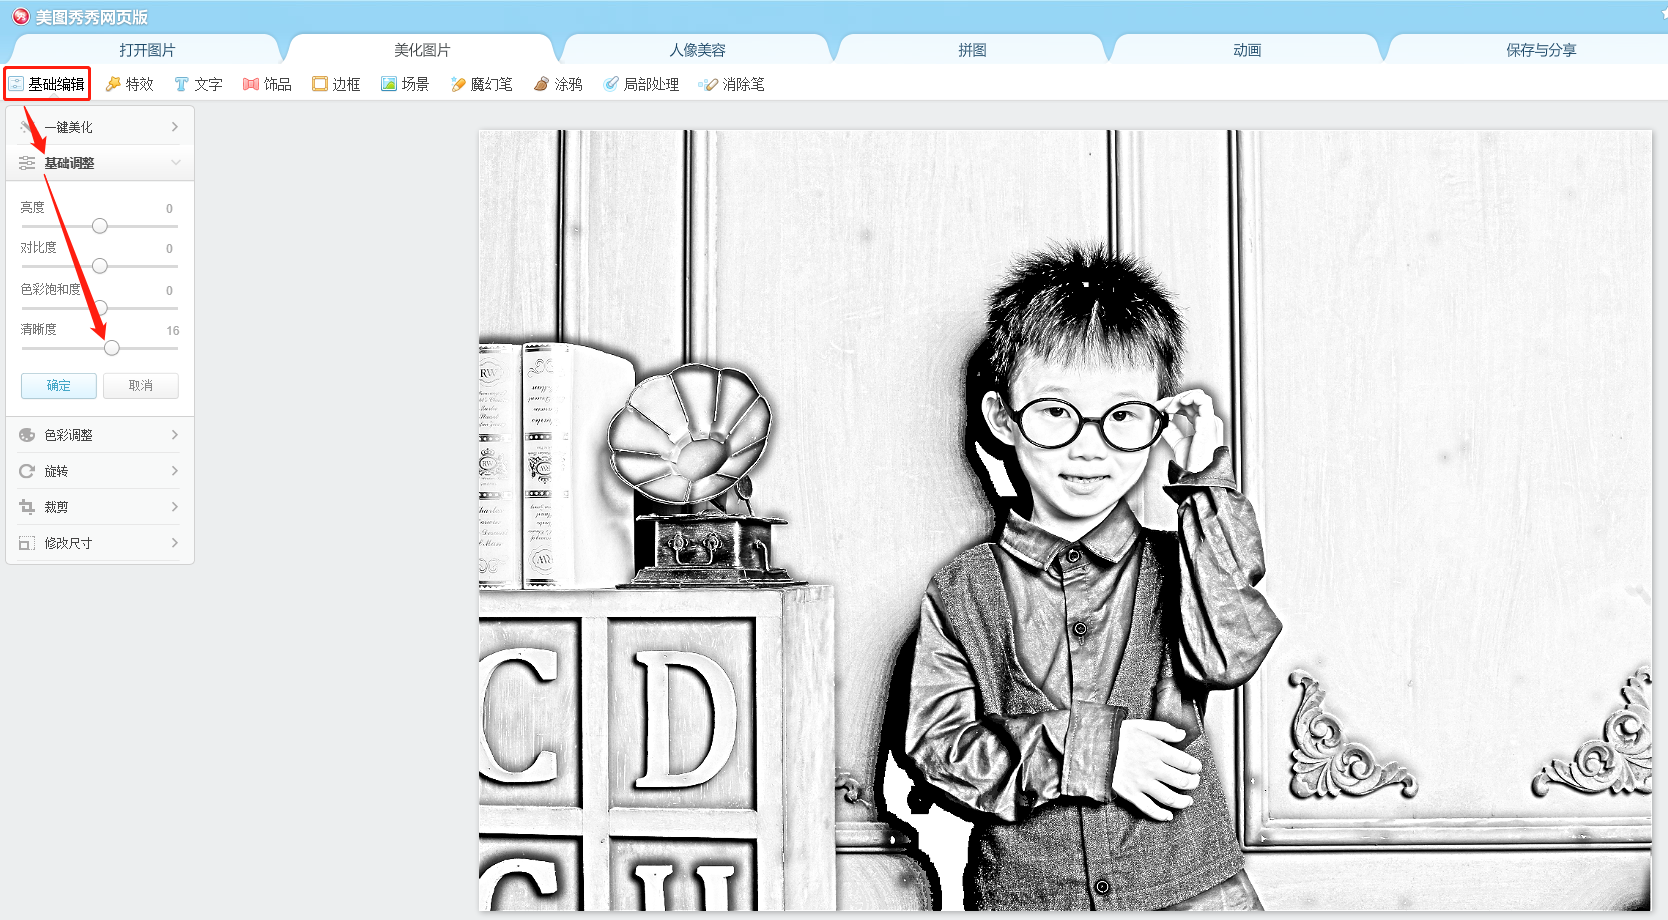 美图秀秀网页版
打开图片 美化图片 人像美容 拼图 动画 保存与分享
基础编辑 特效 文字 饰品 边框 场景 魔幻笔 涂鸦 局部处理 消除笔
一键美化
基础调整
亮度 0
对比度 0
色彩饱和度 0
清晰度 16
确定 取消
色彩调整
旋转
裁剪
修改尺寸
RW
RW
C D